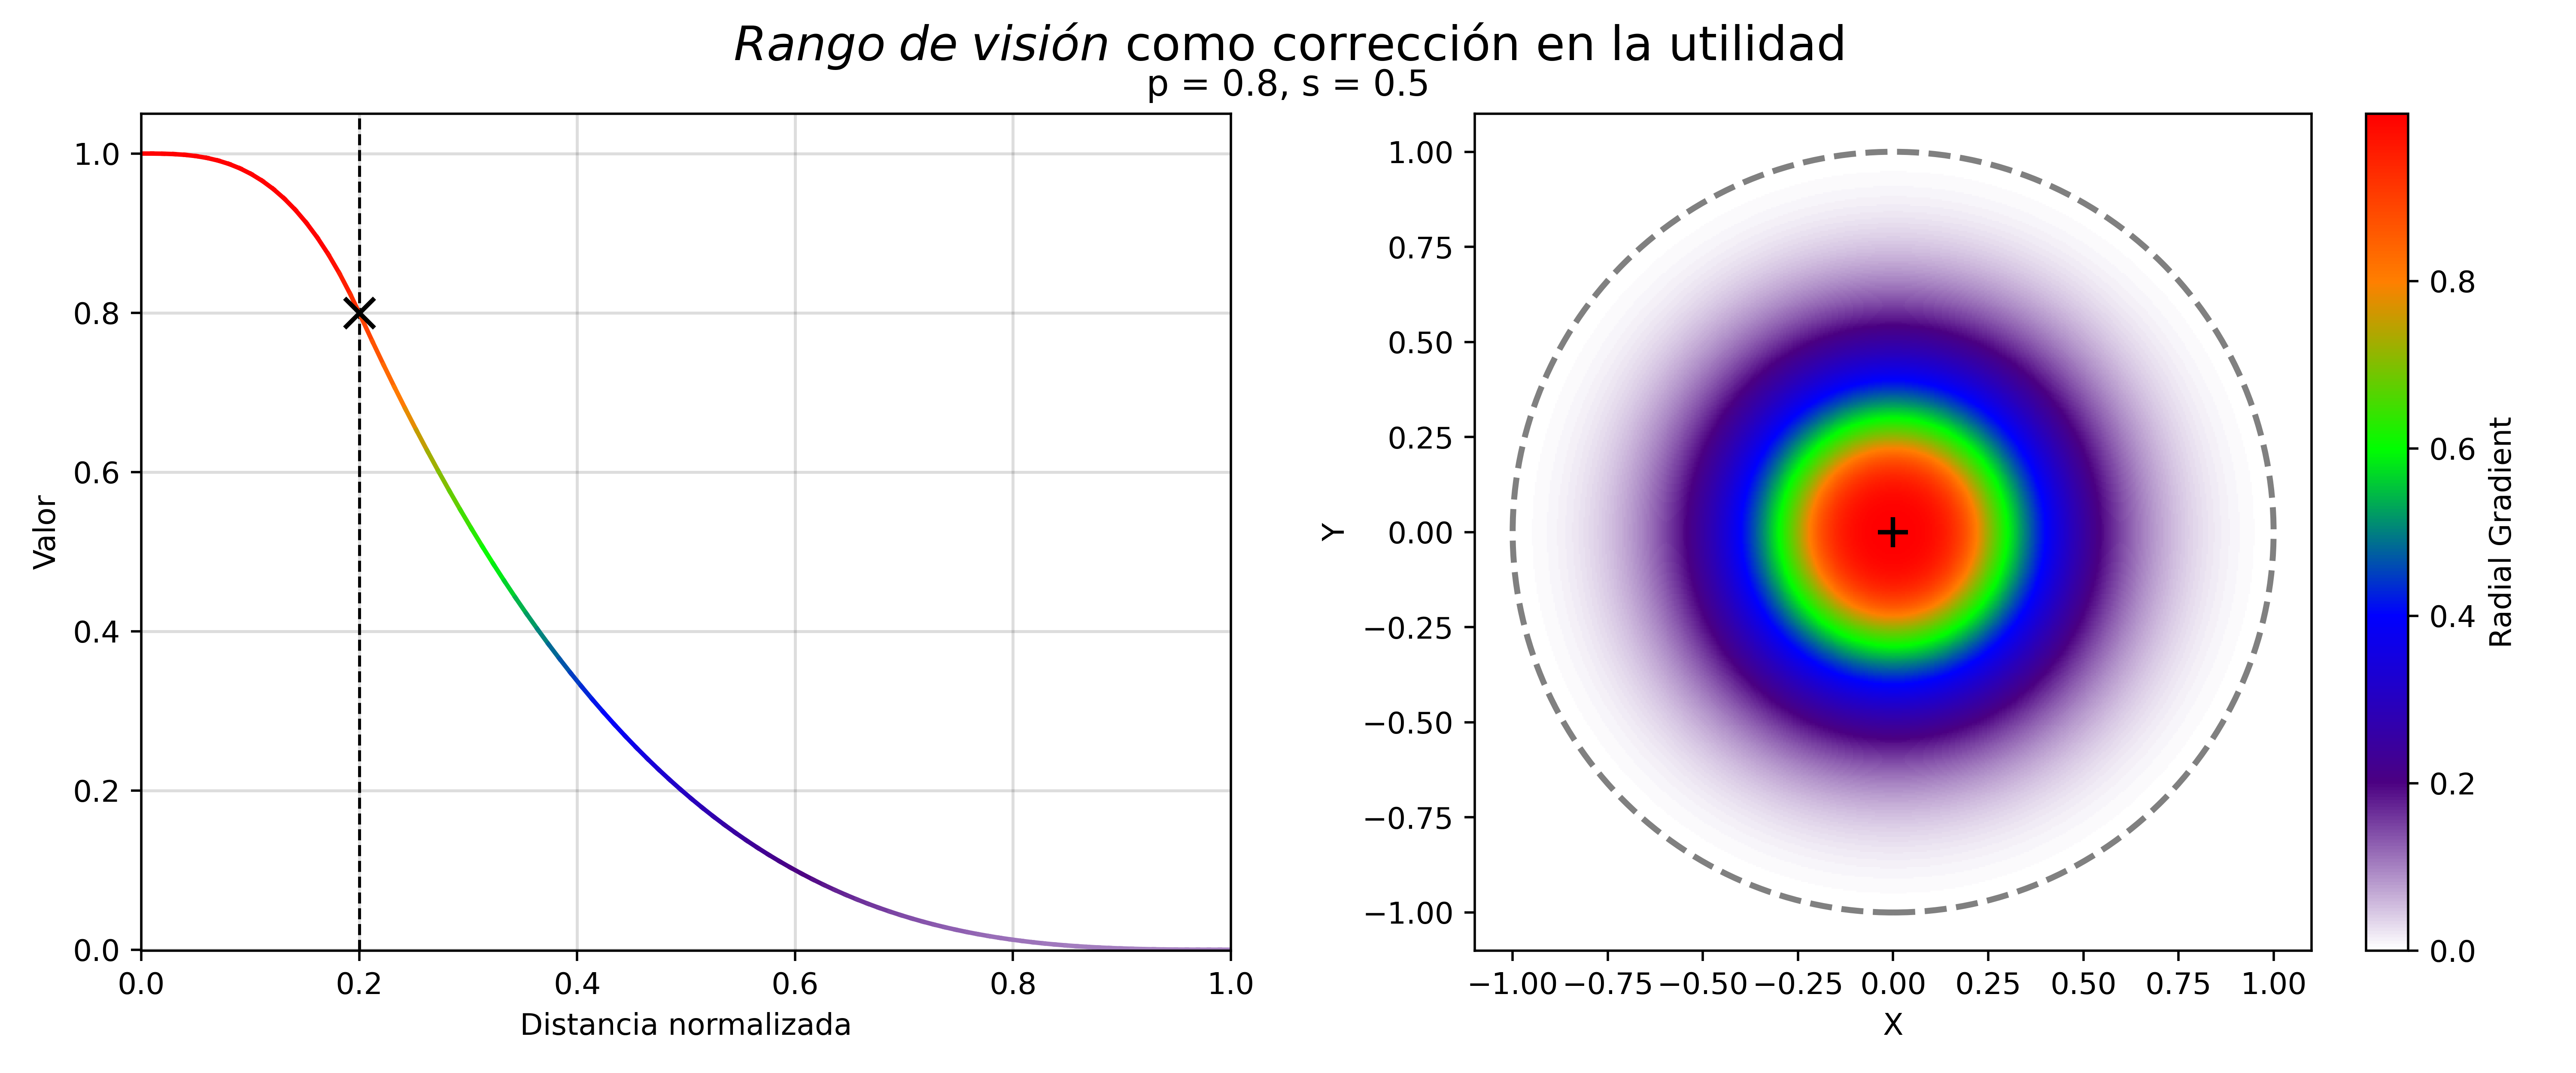 Rango de visión como corrección en la utilidad
p = 0.8, s = 0.5
Valor
1.0
0.8
0.6
0.4
0.2
0.0
0.0 0.2 0.4 0.6 0.8 1.0
Distancia normalizada
Y
1.00
0.75
0.50
0.25
0.00
−0.25
−0.50
−0.75
−1.00
−1.00 −0.75 −0.50 −0.25 0.00 0.25 0.50 0.75 1.00
X
0.8
0.6
0.4
0.2
0.0
Radial Gradient